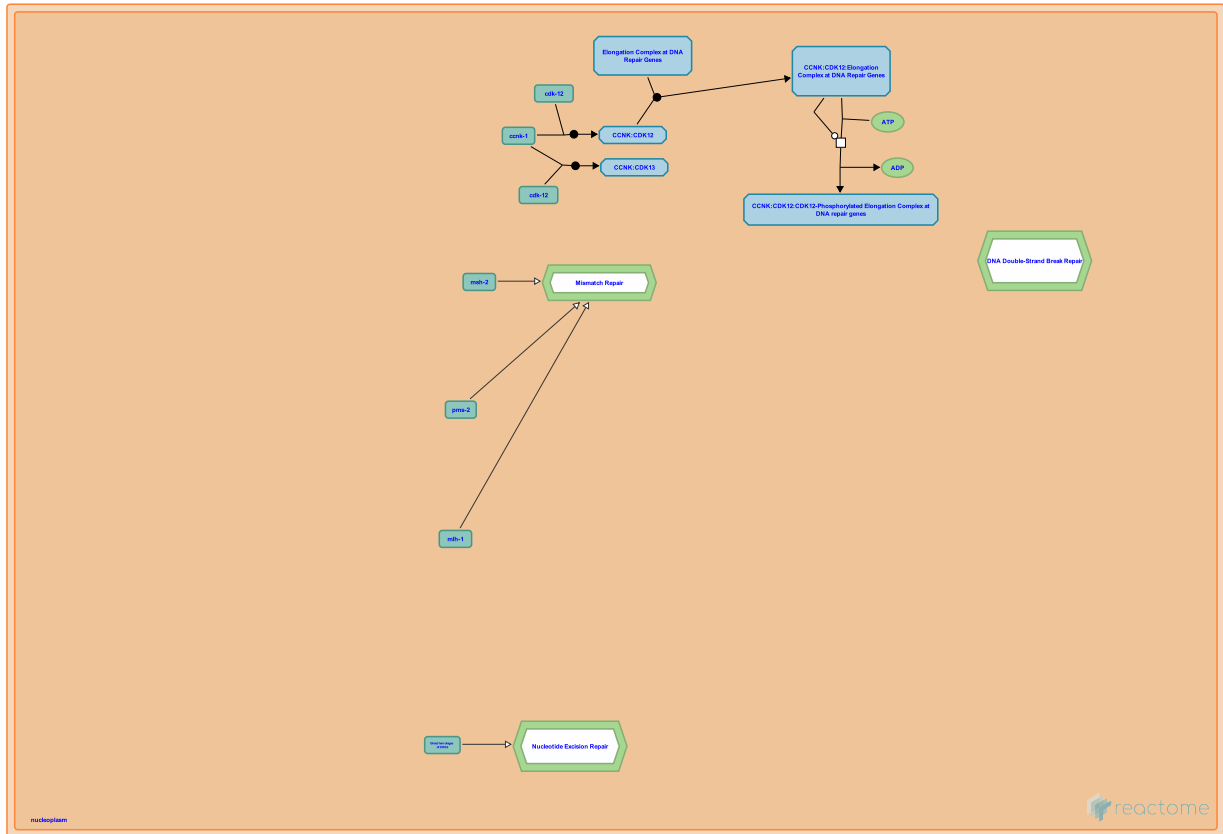 Elongation Complex at DNA
Repair Genes
CCNK:CDK12:Elongation
Complex at DNA Repair Genes
cdk-12
ATP
ccnk-1
CCNK:CDK12
CCNK:CDK13
ADP
cdk-12
CCNK:CDK12:CDK12-Phosphorylated Elongation Complex at
DNA repair genes
DNA Double-Strand Break Repair
msh-2
Mismatch Repair
pms-2
mlh-1
Nucleotide Excision Repair
reactome
nucleoplasm